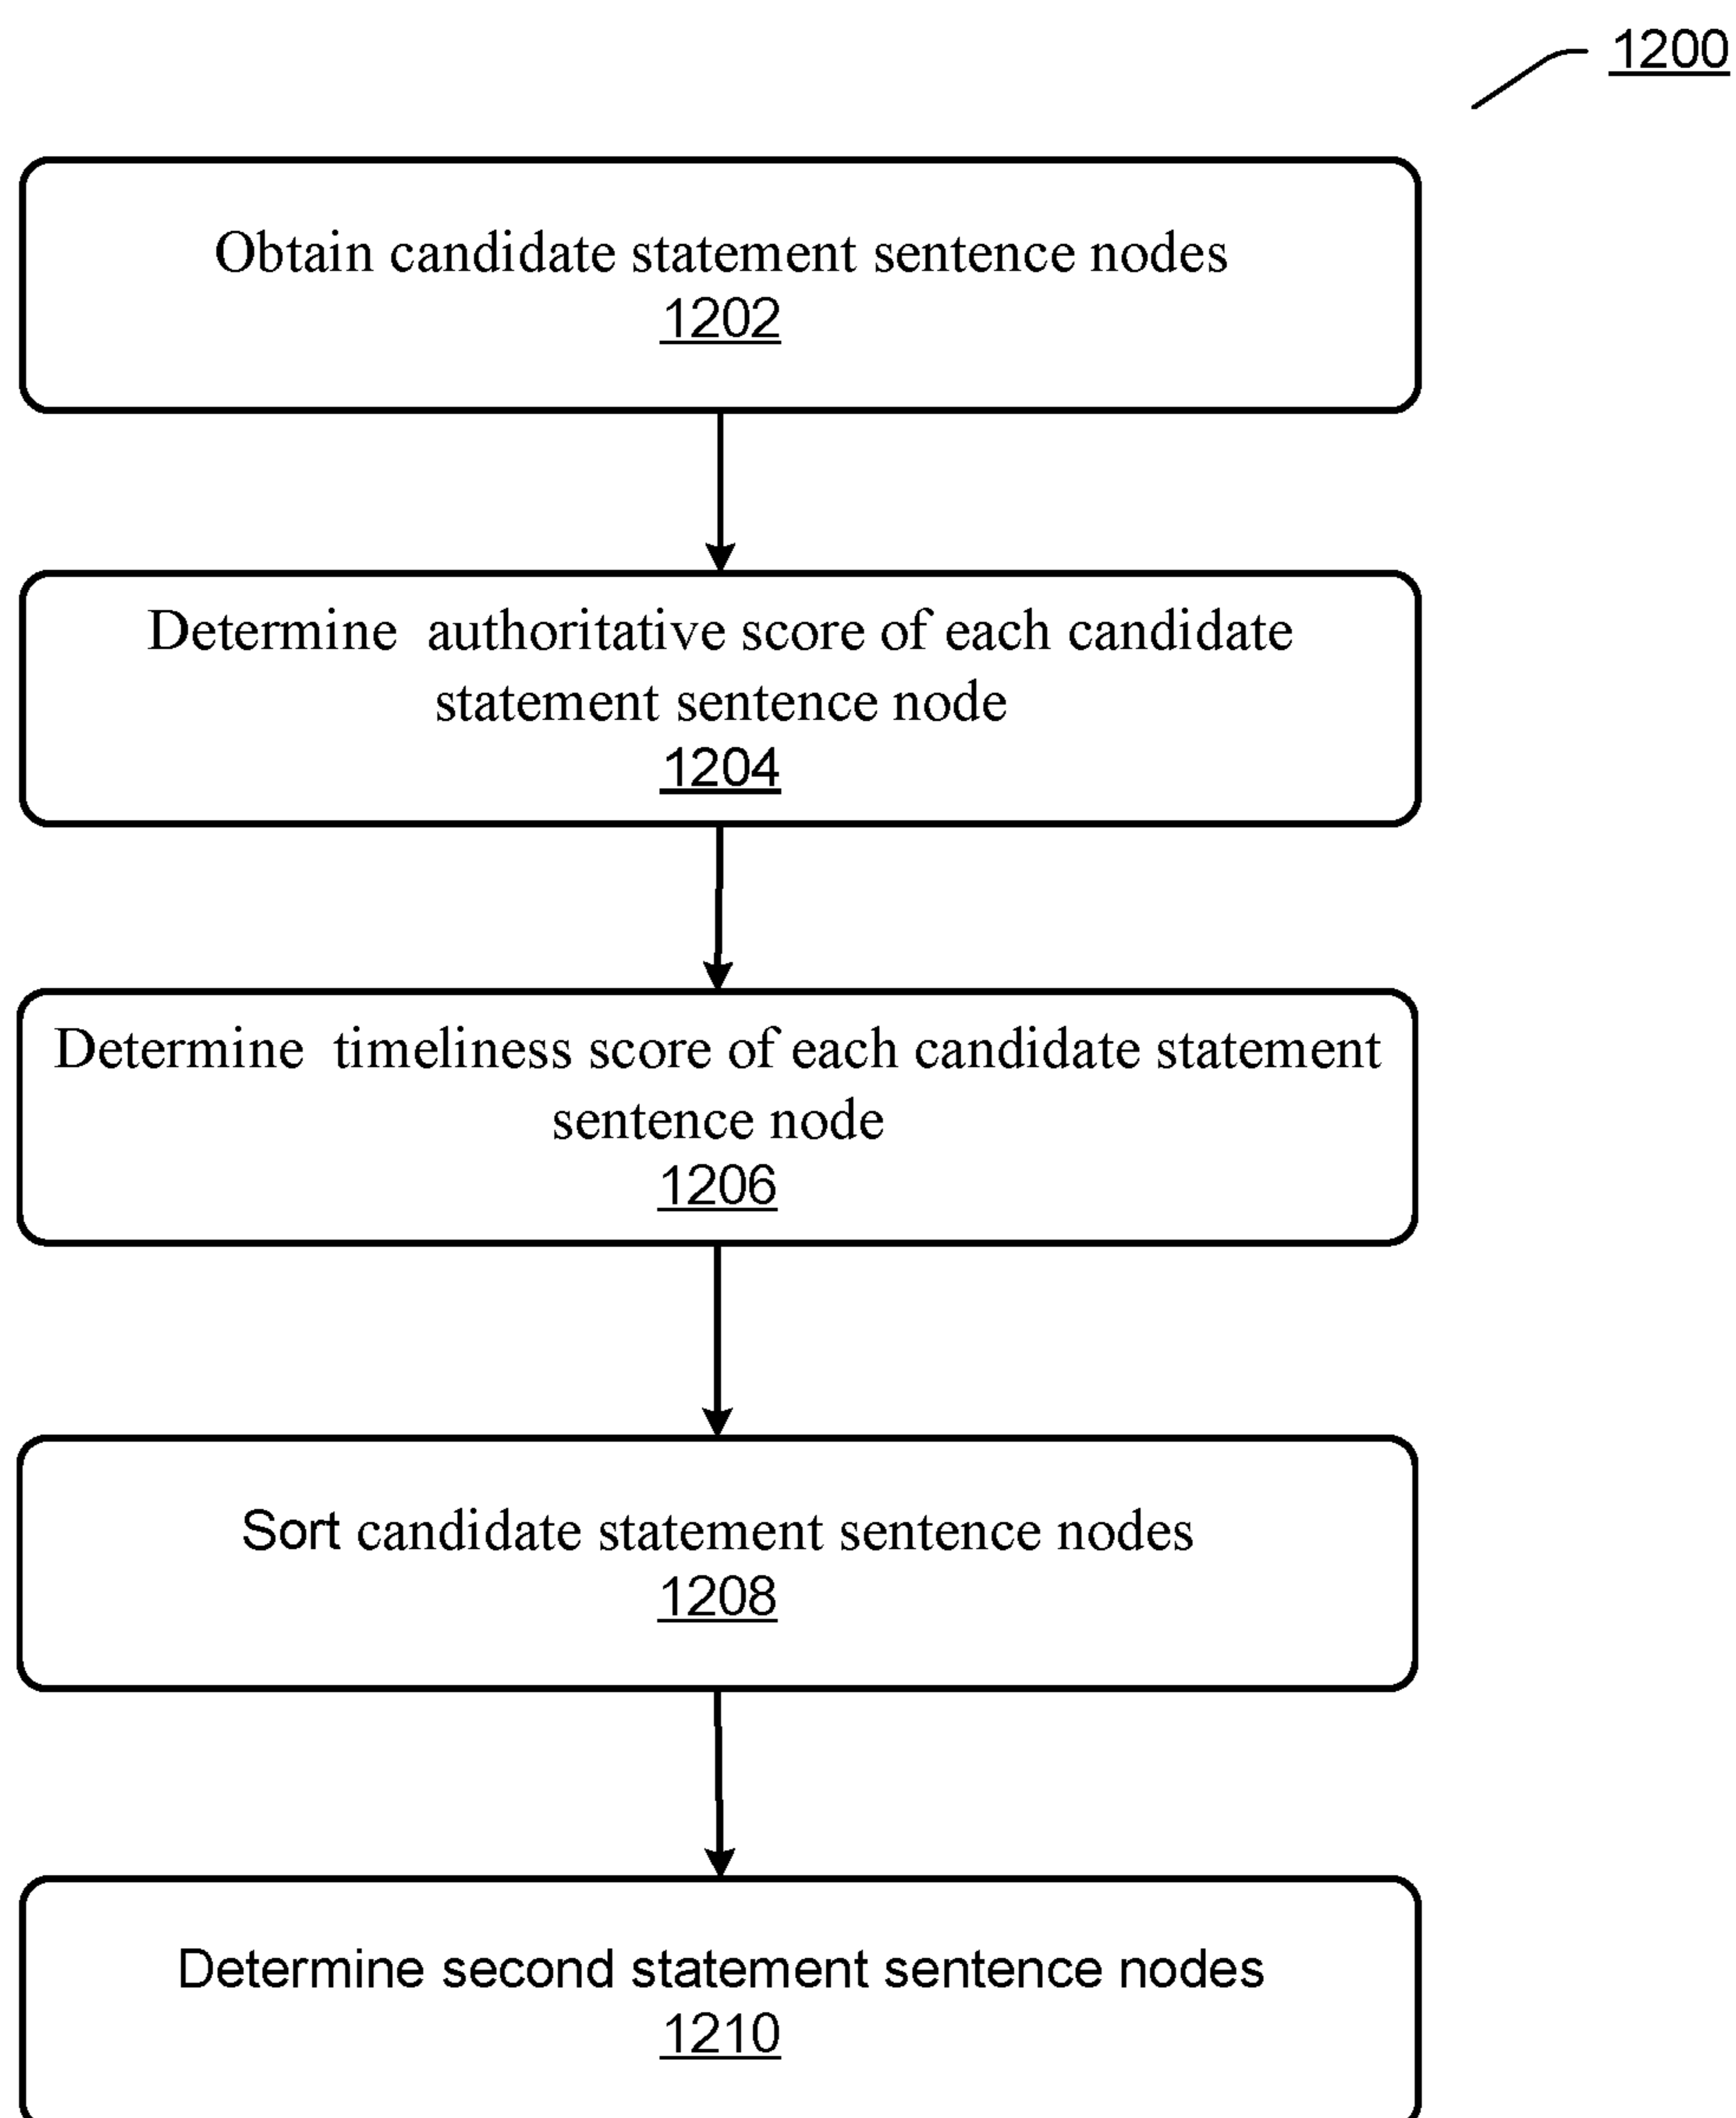 1200
Obtain candidate statement sentence nodes
1202
Determine authoritative score of each candidate
statement sentence node
1204
Determine timeliness score of each candidate statement
sentence node
1206
Sort candidate statement sentence nodes
1208
Determine second statement sentence nodes
1210